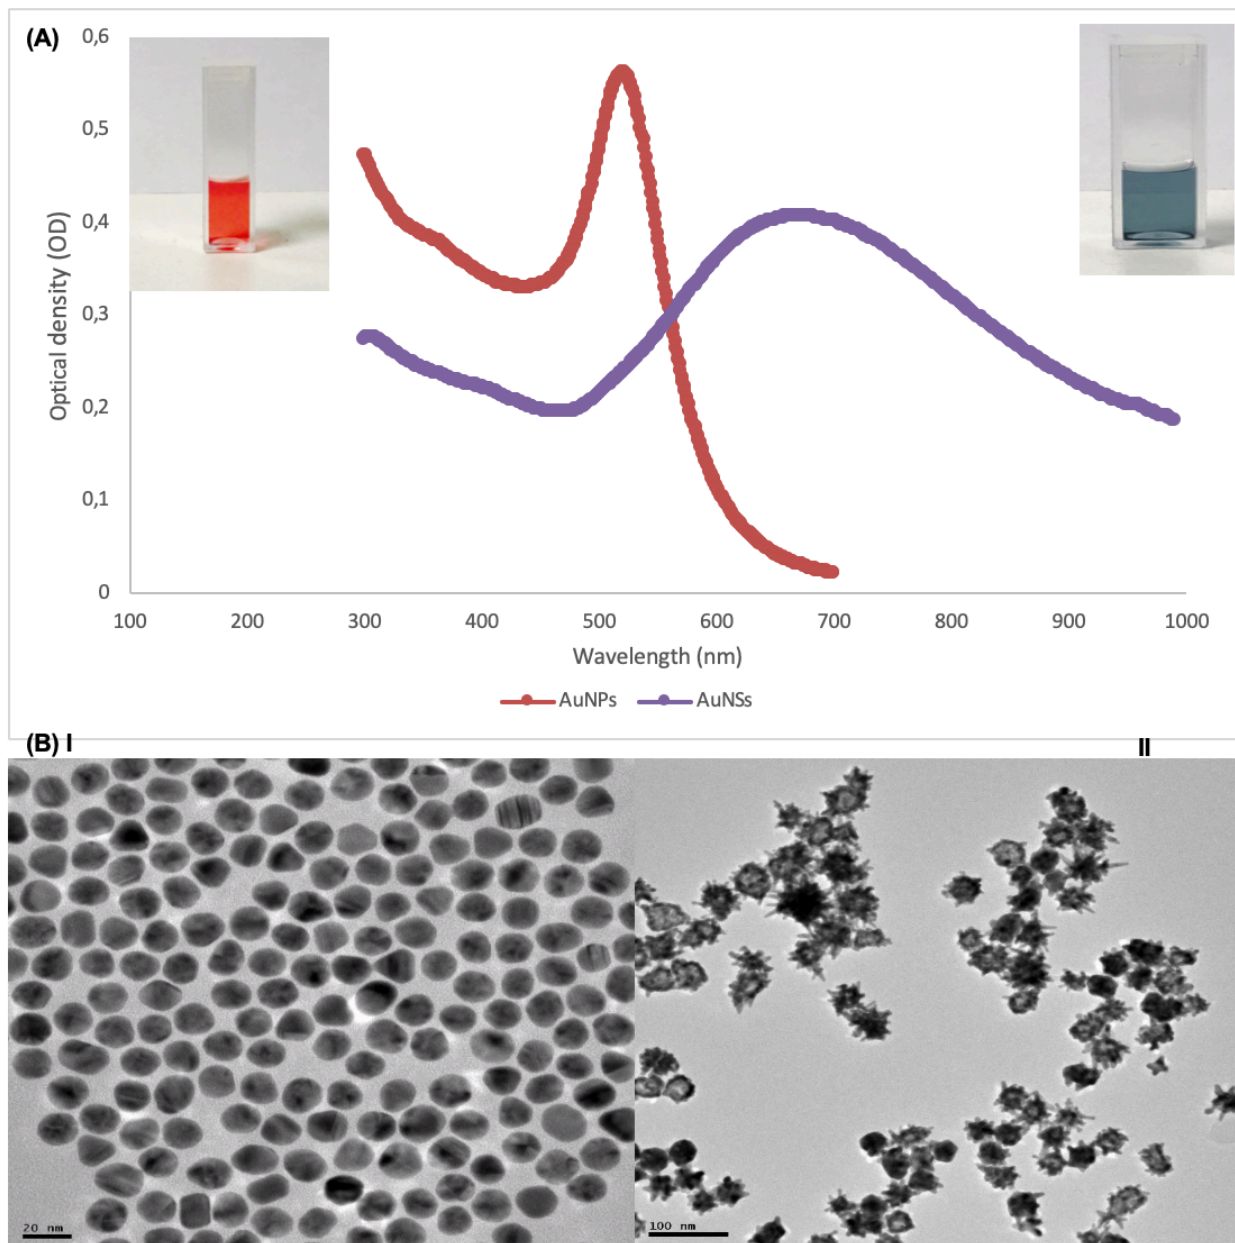 (A)
0,6
0,5
0,4
0,3
0,2
0,1
0
Optical density (OD)
100 200 300 400 500 600 700 800 900 1000
Wavelength (nm)
AuNPs AuNSs
(B) I II
20 nm 100 nm